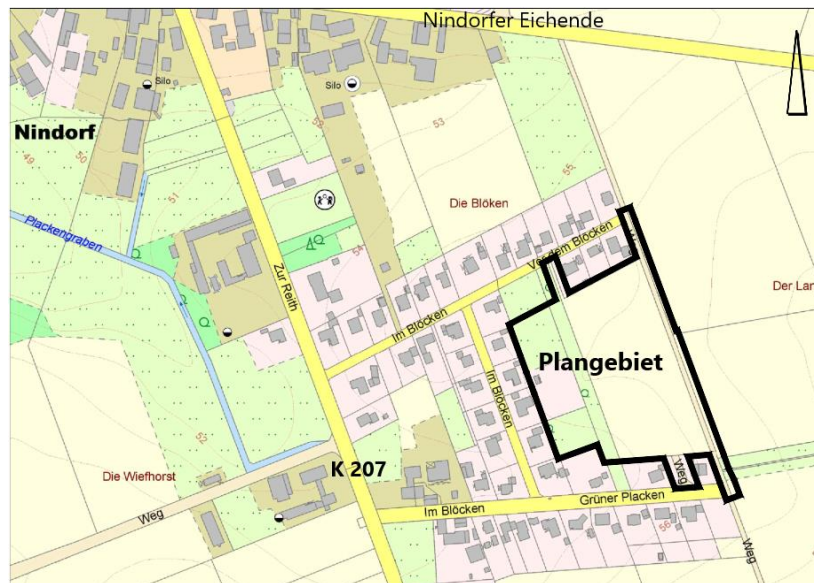 Nindorfer Eichende
Silo
Silo
53
52
Nindorf
49
50
51
55
Die Blöken
Plackengraben
54
Vor dem Blöcken
Zur Reith
Der Lan
Im Blöcken
Plangebiet
Im Blöcken
52
Die Wiefhorst
K 207
Weg
Weg
Im Blöcken
Grüner Placken
56
Weg